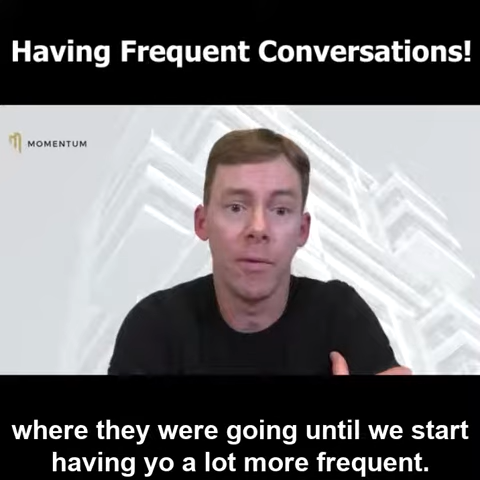 Having Frequent Conversations!
MOMENTUM
where they were going until we start
having yo a lot more frequent.